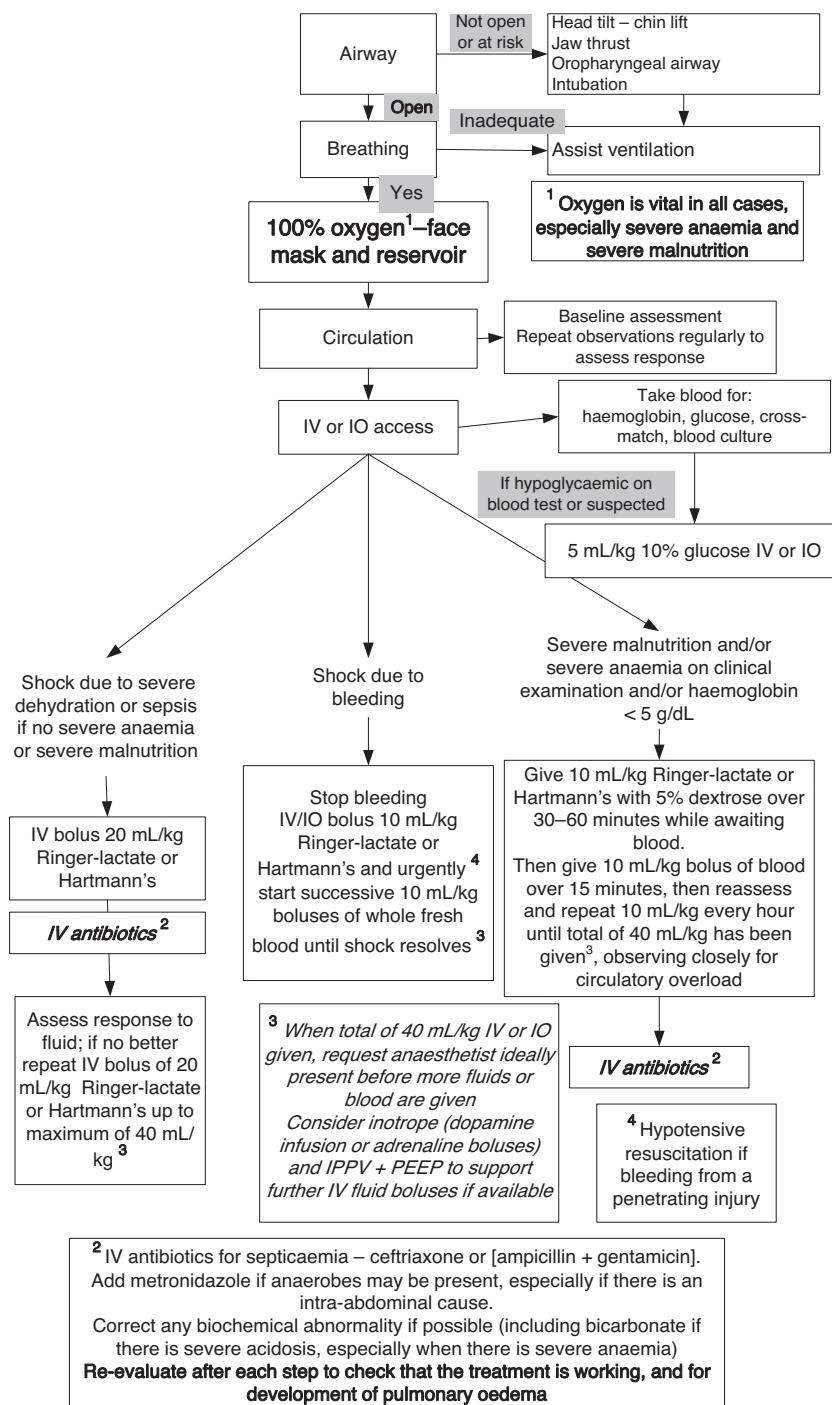 Airway
Not open
or at risk
Head tilt – chin lift
Jaw thrust
Oropharyngeal airway
Intubation
Open
Breathing
Inadequate
Assist ventilation
Yes
100% oxygen¹–face
mask and reservoir
¹ Oxygen is vital in all cases,
especially severe anaemia and
severe malnutrition
Circulation
Baseline assessment
Repeat observations regularly to
assess response
IV or IO access
Take blood for:
haemoglobin, glucose, cross-
match, blood culture
If hypoglycaemic on
blood test or suspected
5 mL/kg 10% glucose IV or IO
Shock due to severe
dehydration or sepsis
if no severe anaemia
or severe malnutrition
IV bolus 20 mL/kg
Ringer-lactate or
Hartmann's
IV antibiotics ²
Assess response to
fluid; if no better
repeat IV bolus of 20
mL/kg Ringer-lactate
or Hartmann's up to
maximum of 40 mL/
kg ³
Shock due to
bleeding
Stop bleeding
IV/IO bolus 10 mL/kg
Ringer-lactate or
Hartmann's and urgently ⁴
start successive 10 mL/kg
boluses of whole fresh
blood until shock resolves ³
Severe malnutrition and/or
severe anaemia on clinical
examination and/or haemoglobin
< 5 g/dL
Give 10 mL/kg Ringer-lactate or
Hartmann's with 5% dextrose over
30–60 minutes while awaiting
blood.
Then give 10 mL/kg bolus of blood
over 15 minutes, then reassess
and repeat 10 mL/kg every hour
until total of 40 mL/kg has been
given³, observing closely for
circulatory overload
IV antibiotics ²
³ When total of 40 mL/kg IV or IO
given, request anaesthetist ideally
present before more fluids or
blood are given
Consider inotrope (dopamine
infusion or adrenaline boluses)
and IPPV + PEEP to support
further IV fluid boluses if available
⁴ Hypotensive
resuscitation if
bleeding from a
penetrating injury
² IV antibiotics for septicaemia – ceftriaxone or [ampicillin + gentamicin].
Add metronidazole if anaerobes may be present, especially if there is an
intra-abdominal cause.
Correct any biochemical abnormality if possible (including bicarbonate if
there is severe acidosis, especially when there is severe anaemia)
Re-evaluate after each step to check that the treatment is working, and for
development of pulmonary oedema